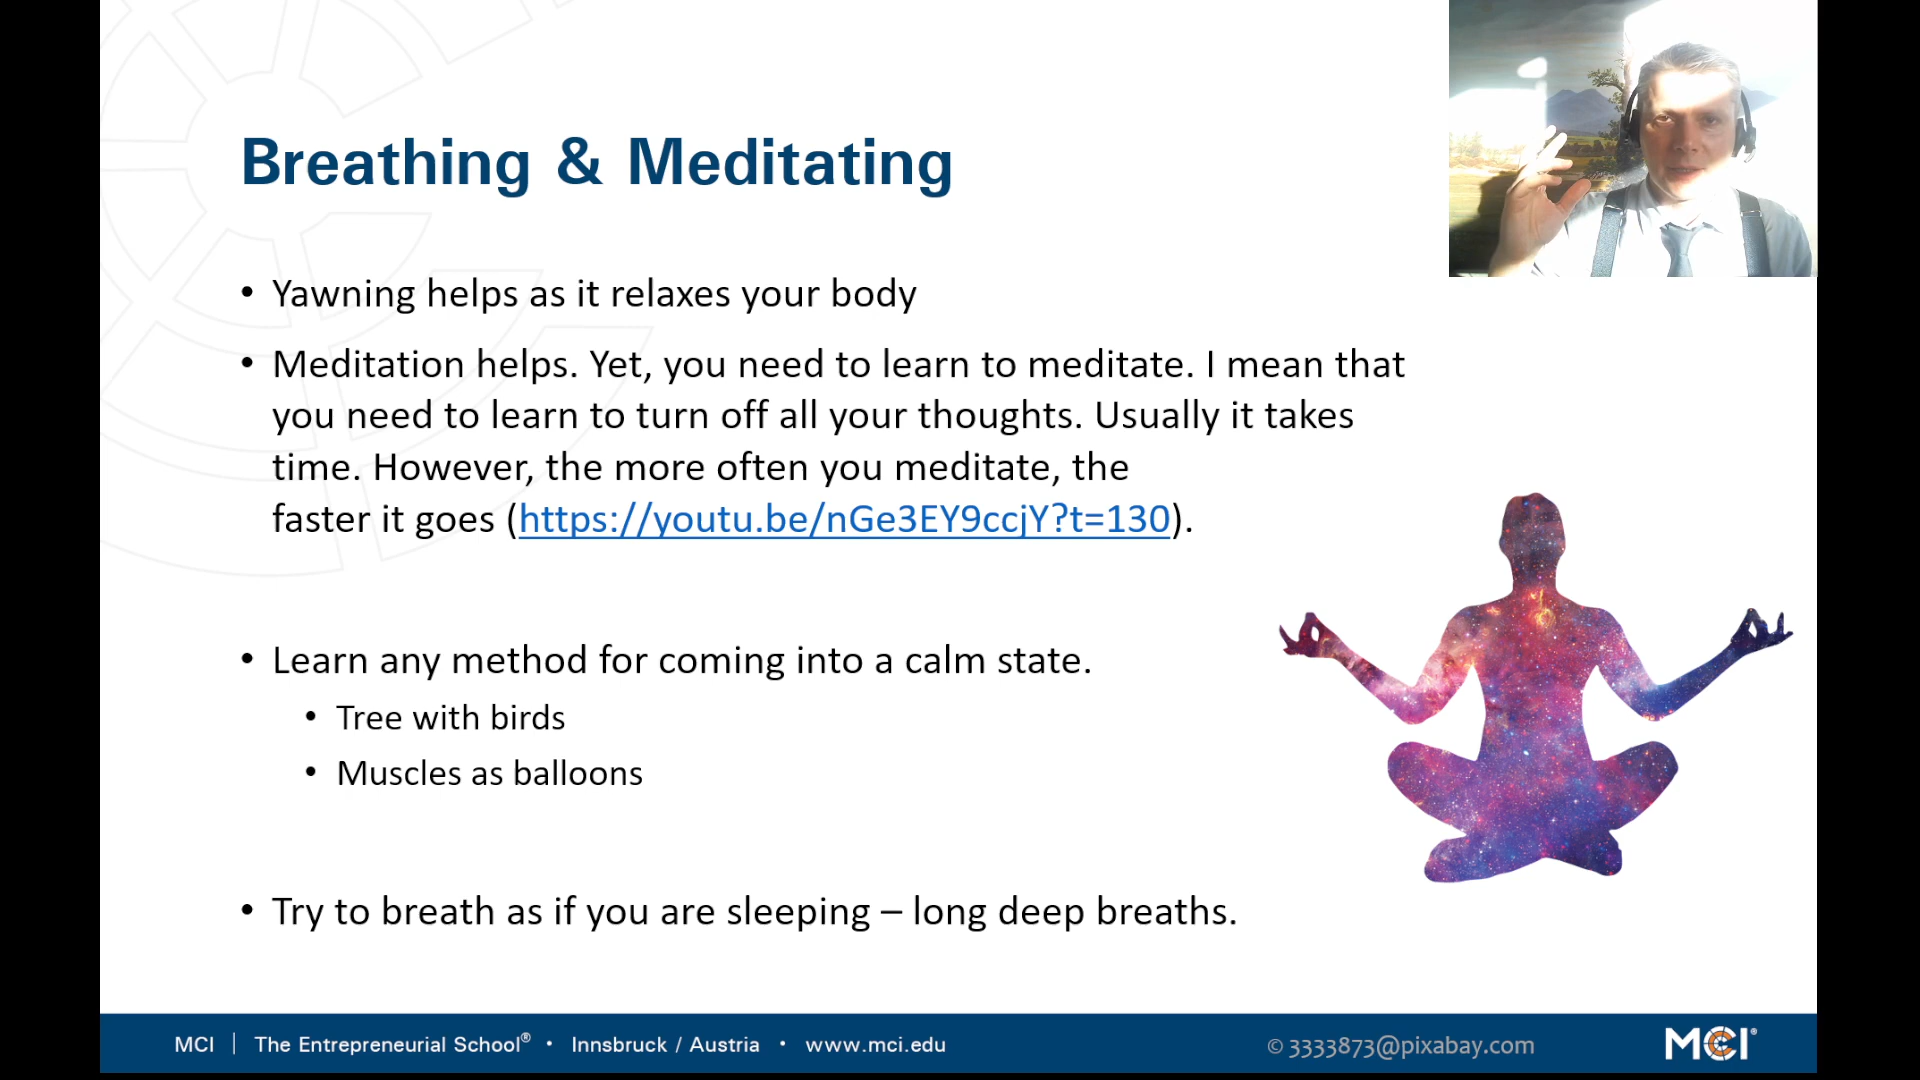 Breathing & Meditating
• Yawning helps as it relaxes your body
• Meditation helps. Yet, you need to learn to meditate. I mean that
you need to learn to turn off all your thoughts. Usually it takes
time. However, the more often you meditate, the
faster it goes (https://youtu.be/nGe3EY9ccjY?t=130).
• Learn any method for coming into a calm state.
• Tree with birds
• Muscles as balloons
• Try to breath as if you are sleeping – long deep breaths.
MCI | The Entrepreneurial School® • Innsbruck / Austria • www.mci.edu
© 3333873@pixabay.com
MCI®